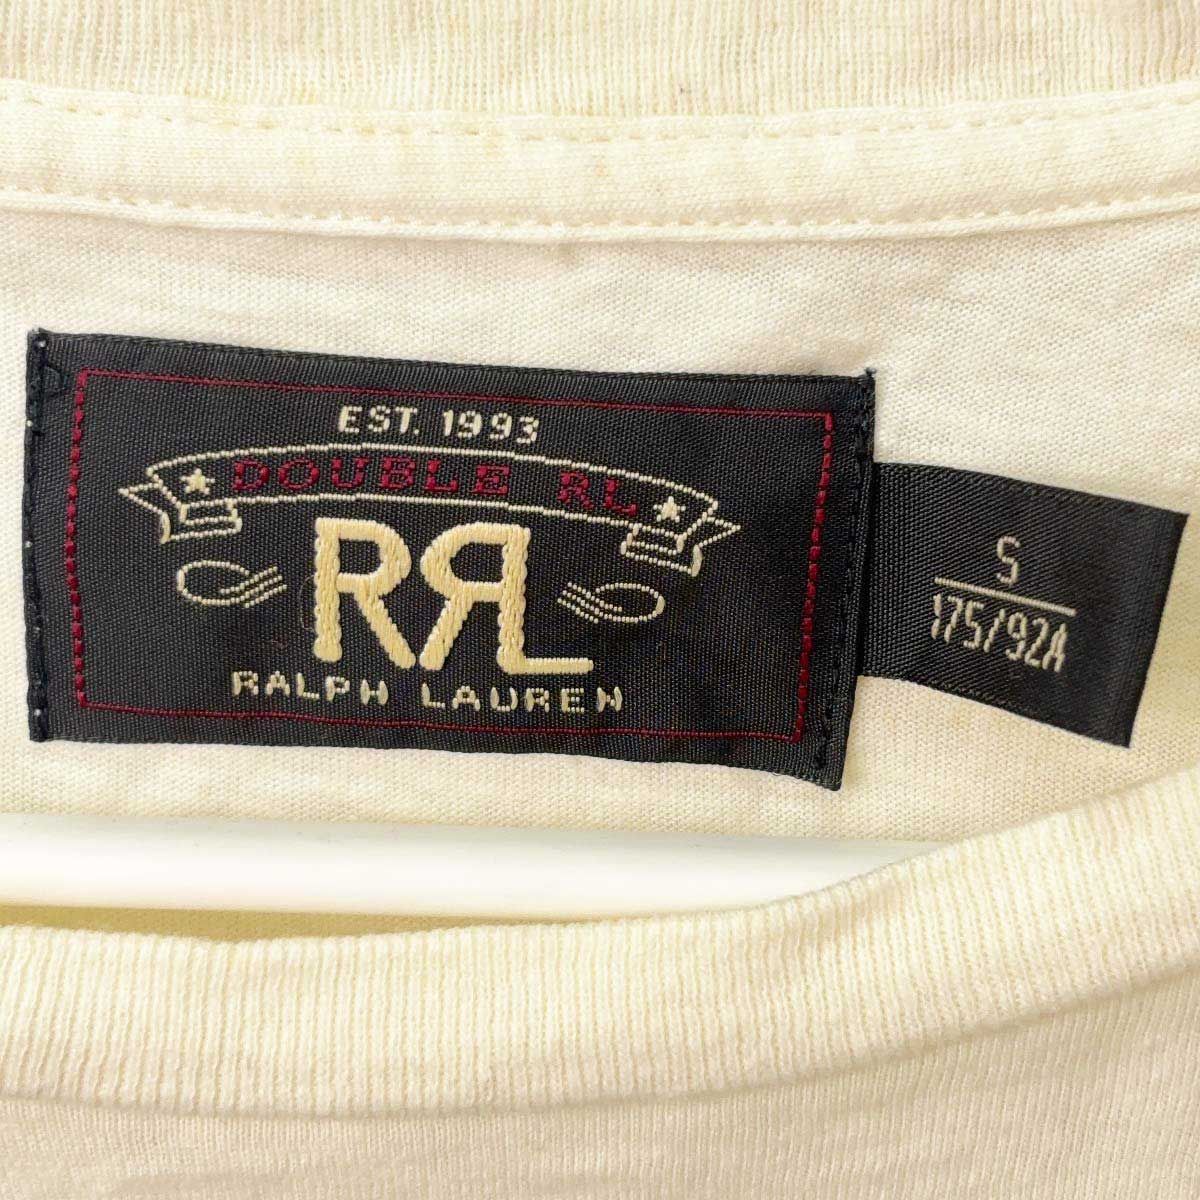 EST. 1993
DOUBLE RL
RRL
RALPH LAUREN
S
175/92A